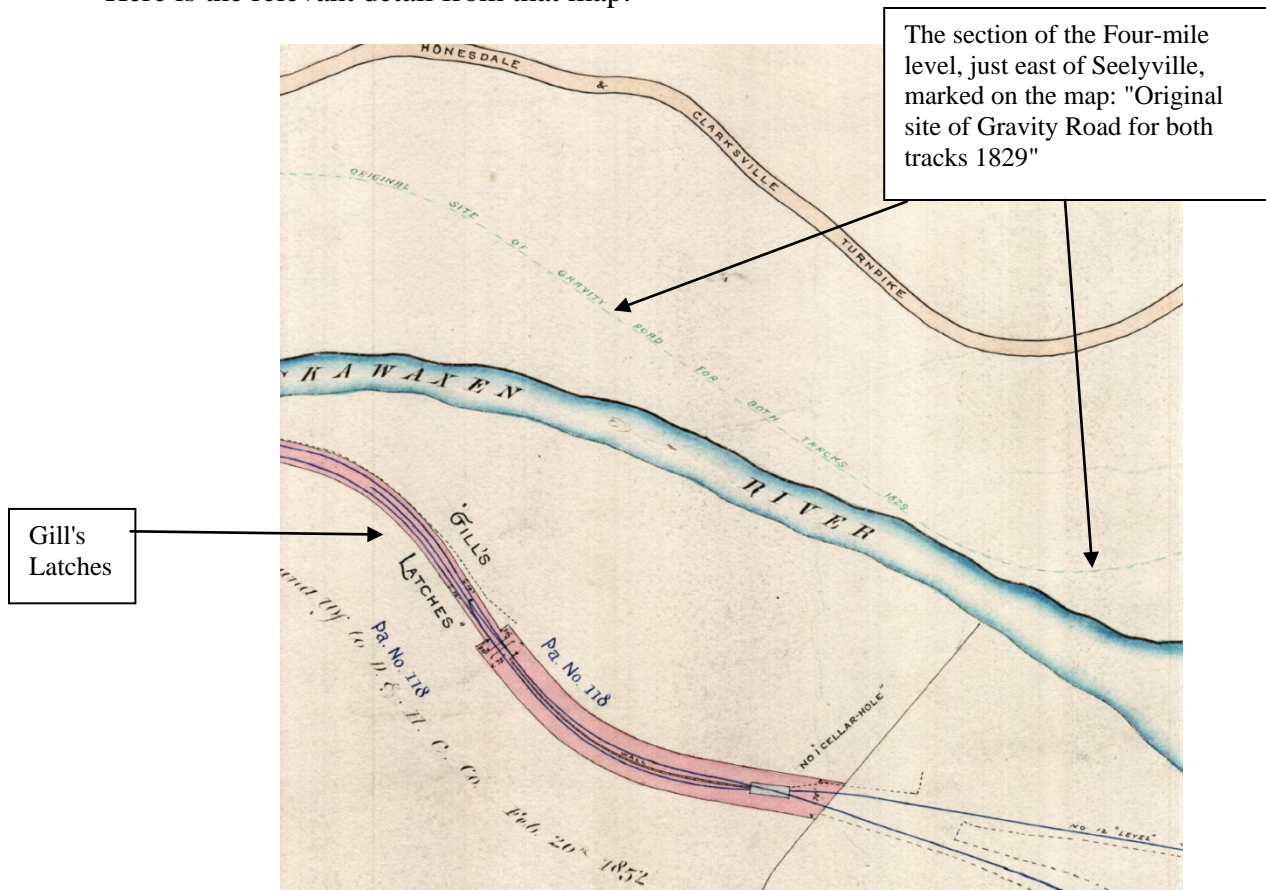 Here is the relevant detail from that map:
The section of the Four-mile
level, just east of Seelyville,
marked on the map: "Original
site of Gravity Road for both
tracks 1829"
HONESDALE & CLARKSVILLE TURNPIKE
ORIGINAL SITE OF GRAVITY ROAD FOR BOTH TRACKS 1829
KAWAXEN RIVER
Gill's
Latches
"GILL'S
LATCHES"
Pa. No. 118
Pa. No. 118
to D. & H. C. Co. Feb. 20th 1852
WALL
NO 1 "CELLAR-HOLE"
NO 12 "LEVEL"